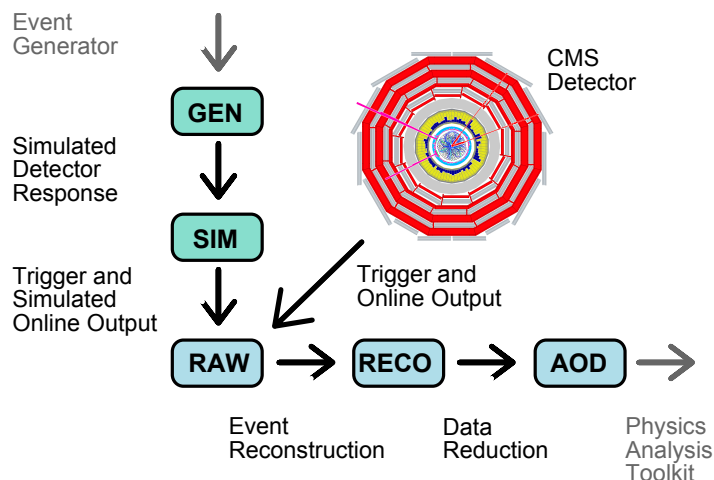 Event
Generator
CMS
Detector
GEN
Simulated
Detector
Response
SIM
Trigger and
Simulated
Online Output
Trigger and
Online Output
RAW
RECO
AOD
Event
Reconstruction
Data
Reduction
Physics
Analysis
Toolkit